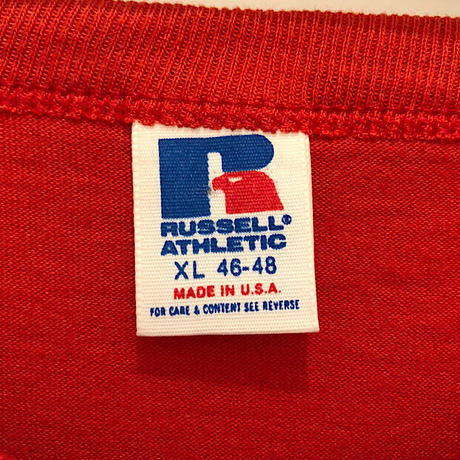 R
RUSSELL®
ATHLETIC
XL 46-48
MADE IN U.S.A.
FOR CARE & CONTENT SEE REVERSE